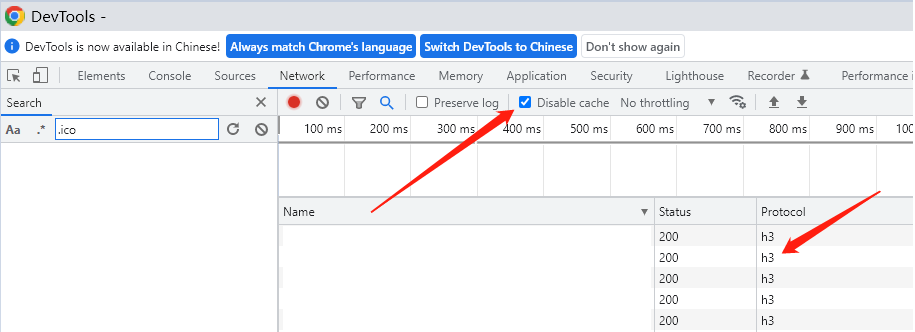 DevTools -
DevTools is now available in Chinese! Always match Chrome's language Switch DevTools to Chinese Don't show again
Elements Console Sources Network Performance Memory Application Security Lighthouse Recorder Performance i
Search Preserve log Disable cache No throttling
Aa .* .ico
100 ms 200 ms 300 ms 400 ms 500 ms 600 ms 700 ms 800 ms 900 ms 100
Name Status Protocol
200 h3
200 h3
200 h3
200 h3
200 h3